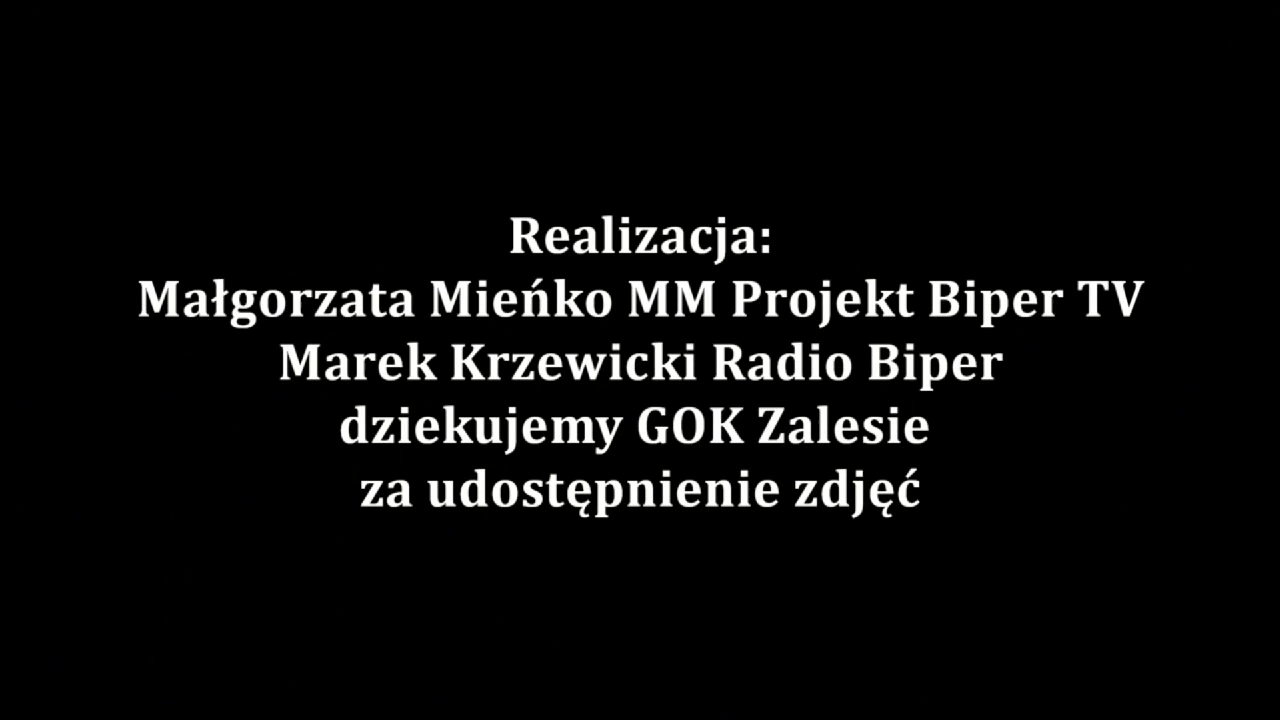 Realizacja:
Małgorzata Mieńko MM Projekt Biper TV
Marek Krzewicki Radio Biper
dziekujemy GOK Zalesie
za udostępnienie zdjęć